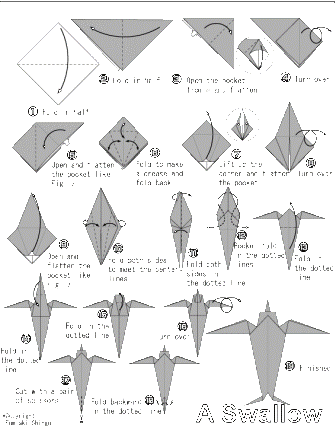 ① Fold in half
② Fold in half
③ Open the pocket
from and flatten
④ Turn over
⑤ Open and flatten
the pocket like
Fig
⑥ Fold to make
a crease and
fold back
⑦ Lift up the
corner and flatten
the pocket
⑧ Turn over
⑨ Open and
flatten the
pocket like
Fig
⑩ Fold both sides
to meet the center
lines
⑪ Fold both
sides in
the dotted line
⑫ Pocket fold
in the dotted
lines
⑬ Fold in
the dotted
line
⑭ Fold in
the dotted
line
⑮ Fold in the
dotted line
⑯ Turn over
⑰ Cut with a pair
of scissors
⑱ Fold backward
in the dotted line
⑲ Finished
Copyright
Fumiaki Shingu
A Swallow